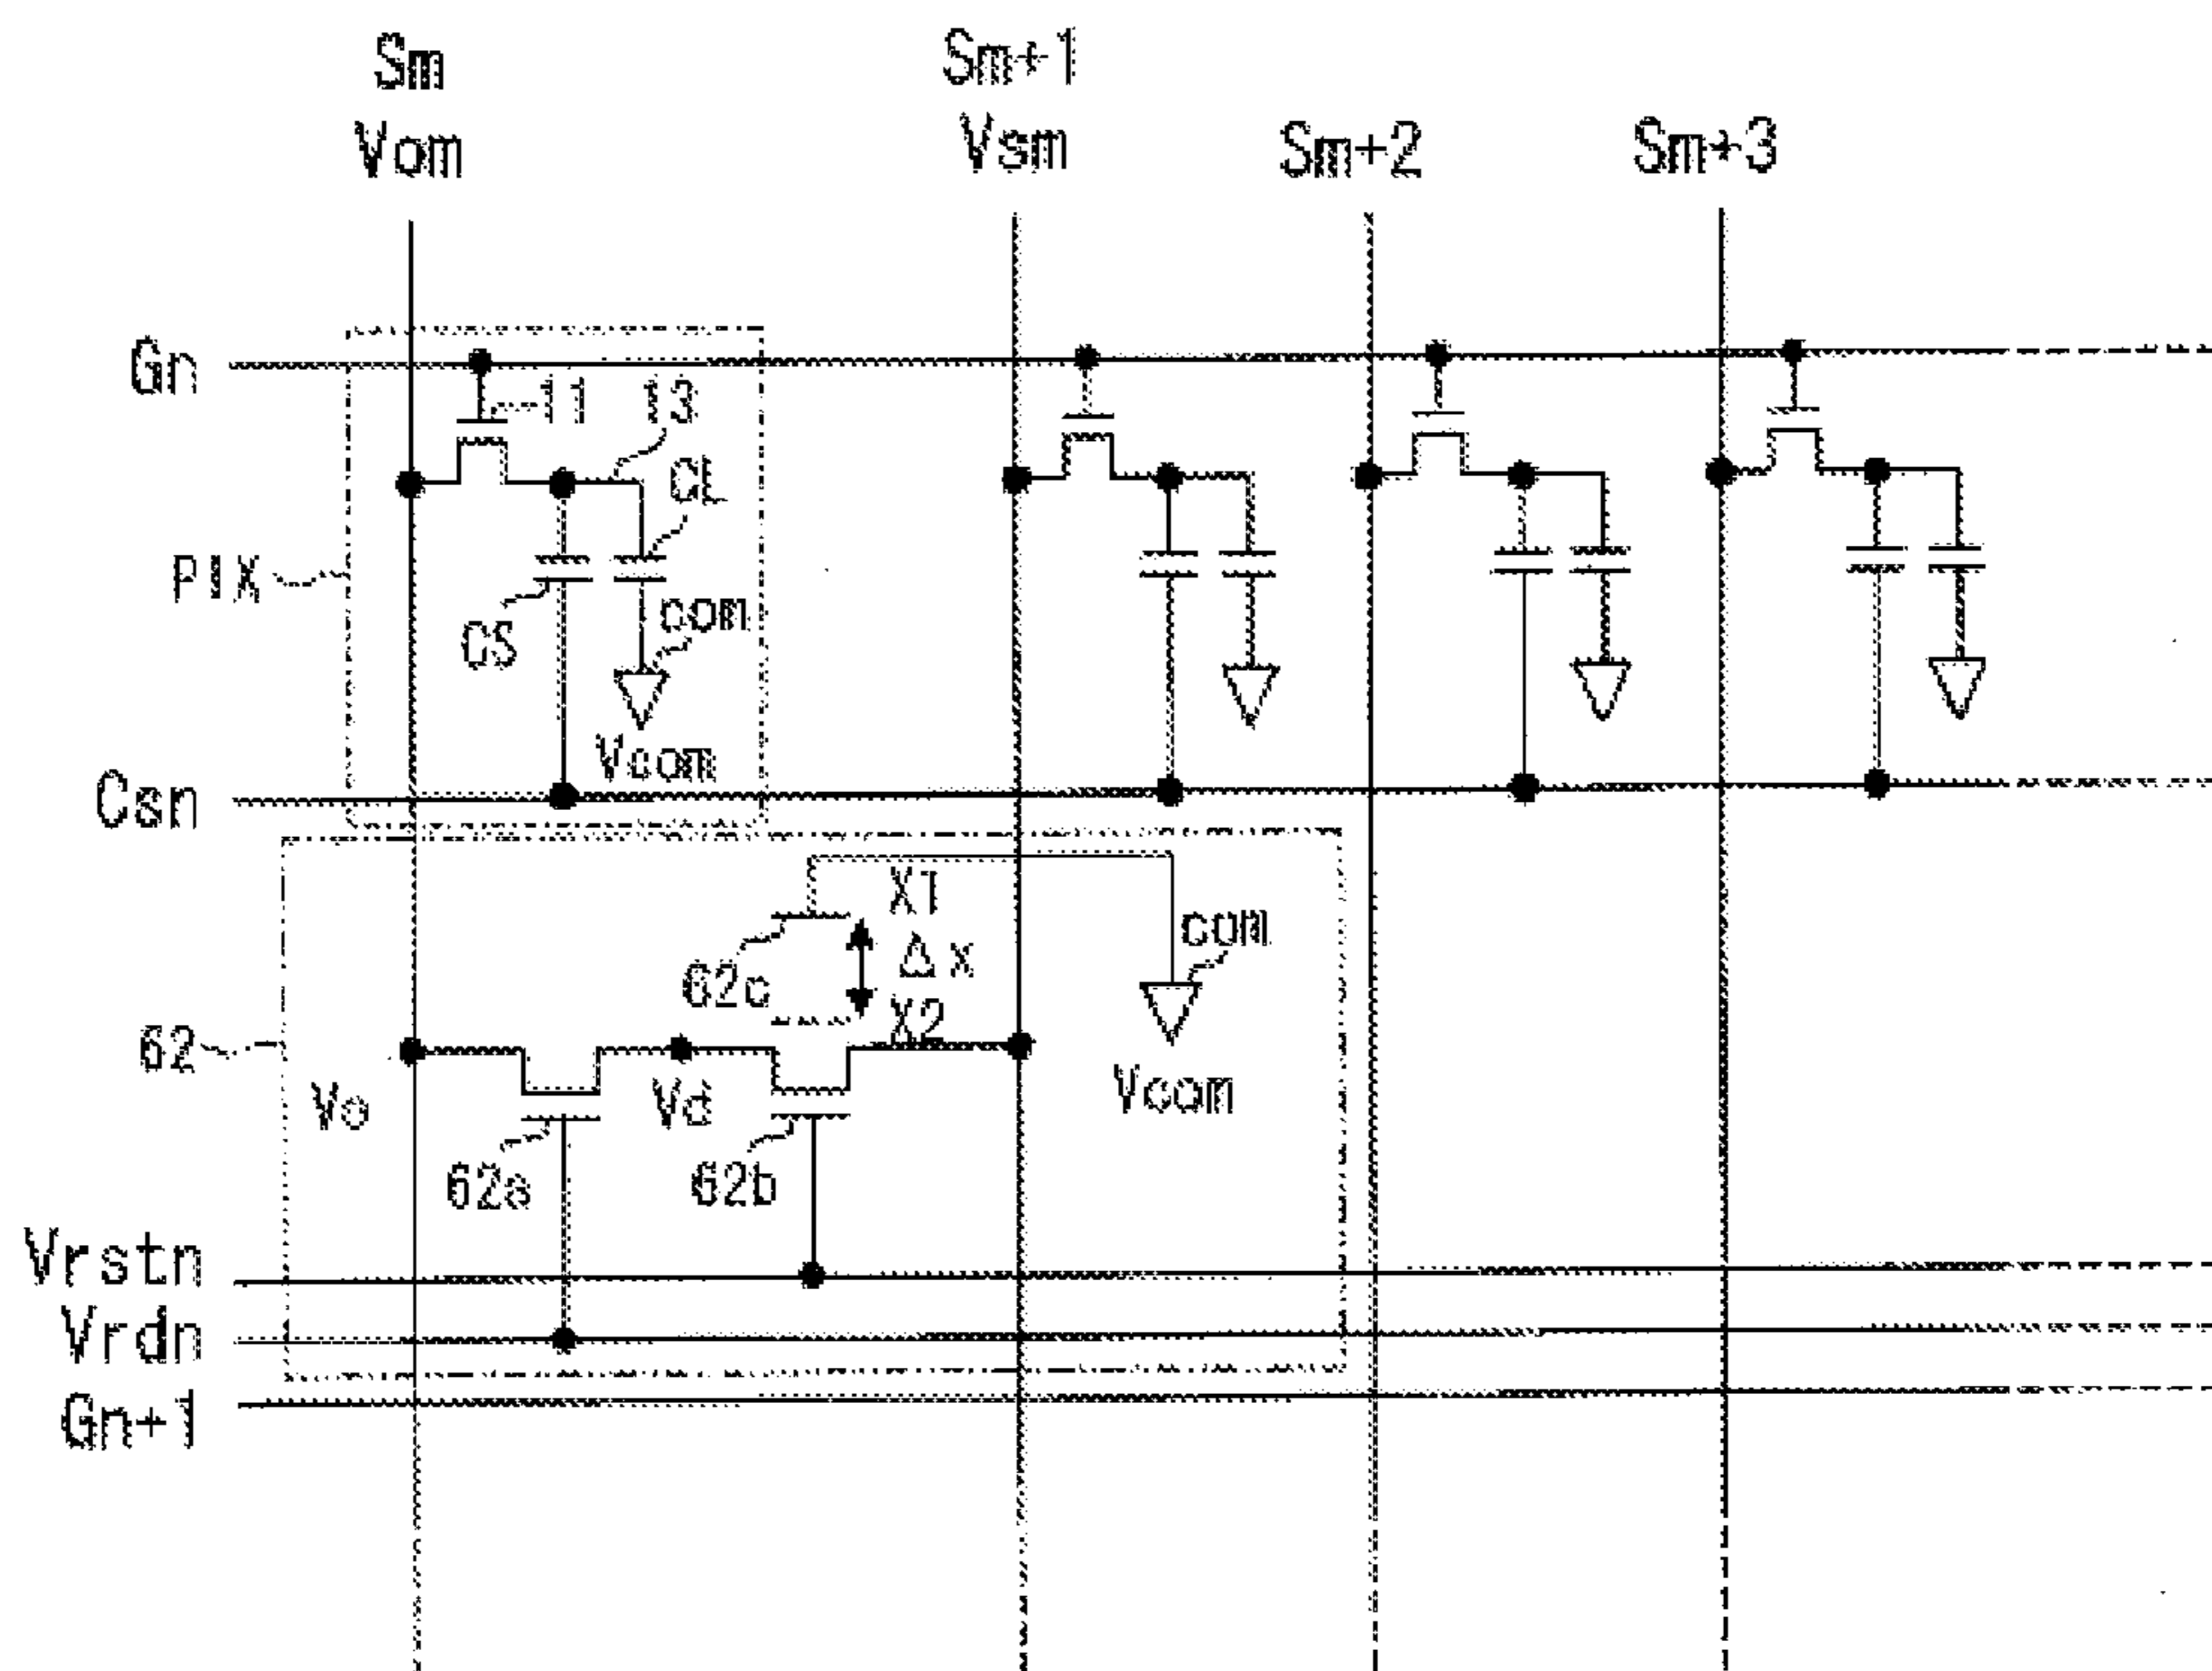 Sm
Vom
Sm+1
Vsm
Sm+2
Sm+3
Gn
11
13
CL
PIX
CS
com
Vcom
Csn
X1
Δx
X2
62c
com
Vcom
62
Vo
Vd
62a
62b
Vrstn
Vrdn
Gn+1